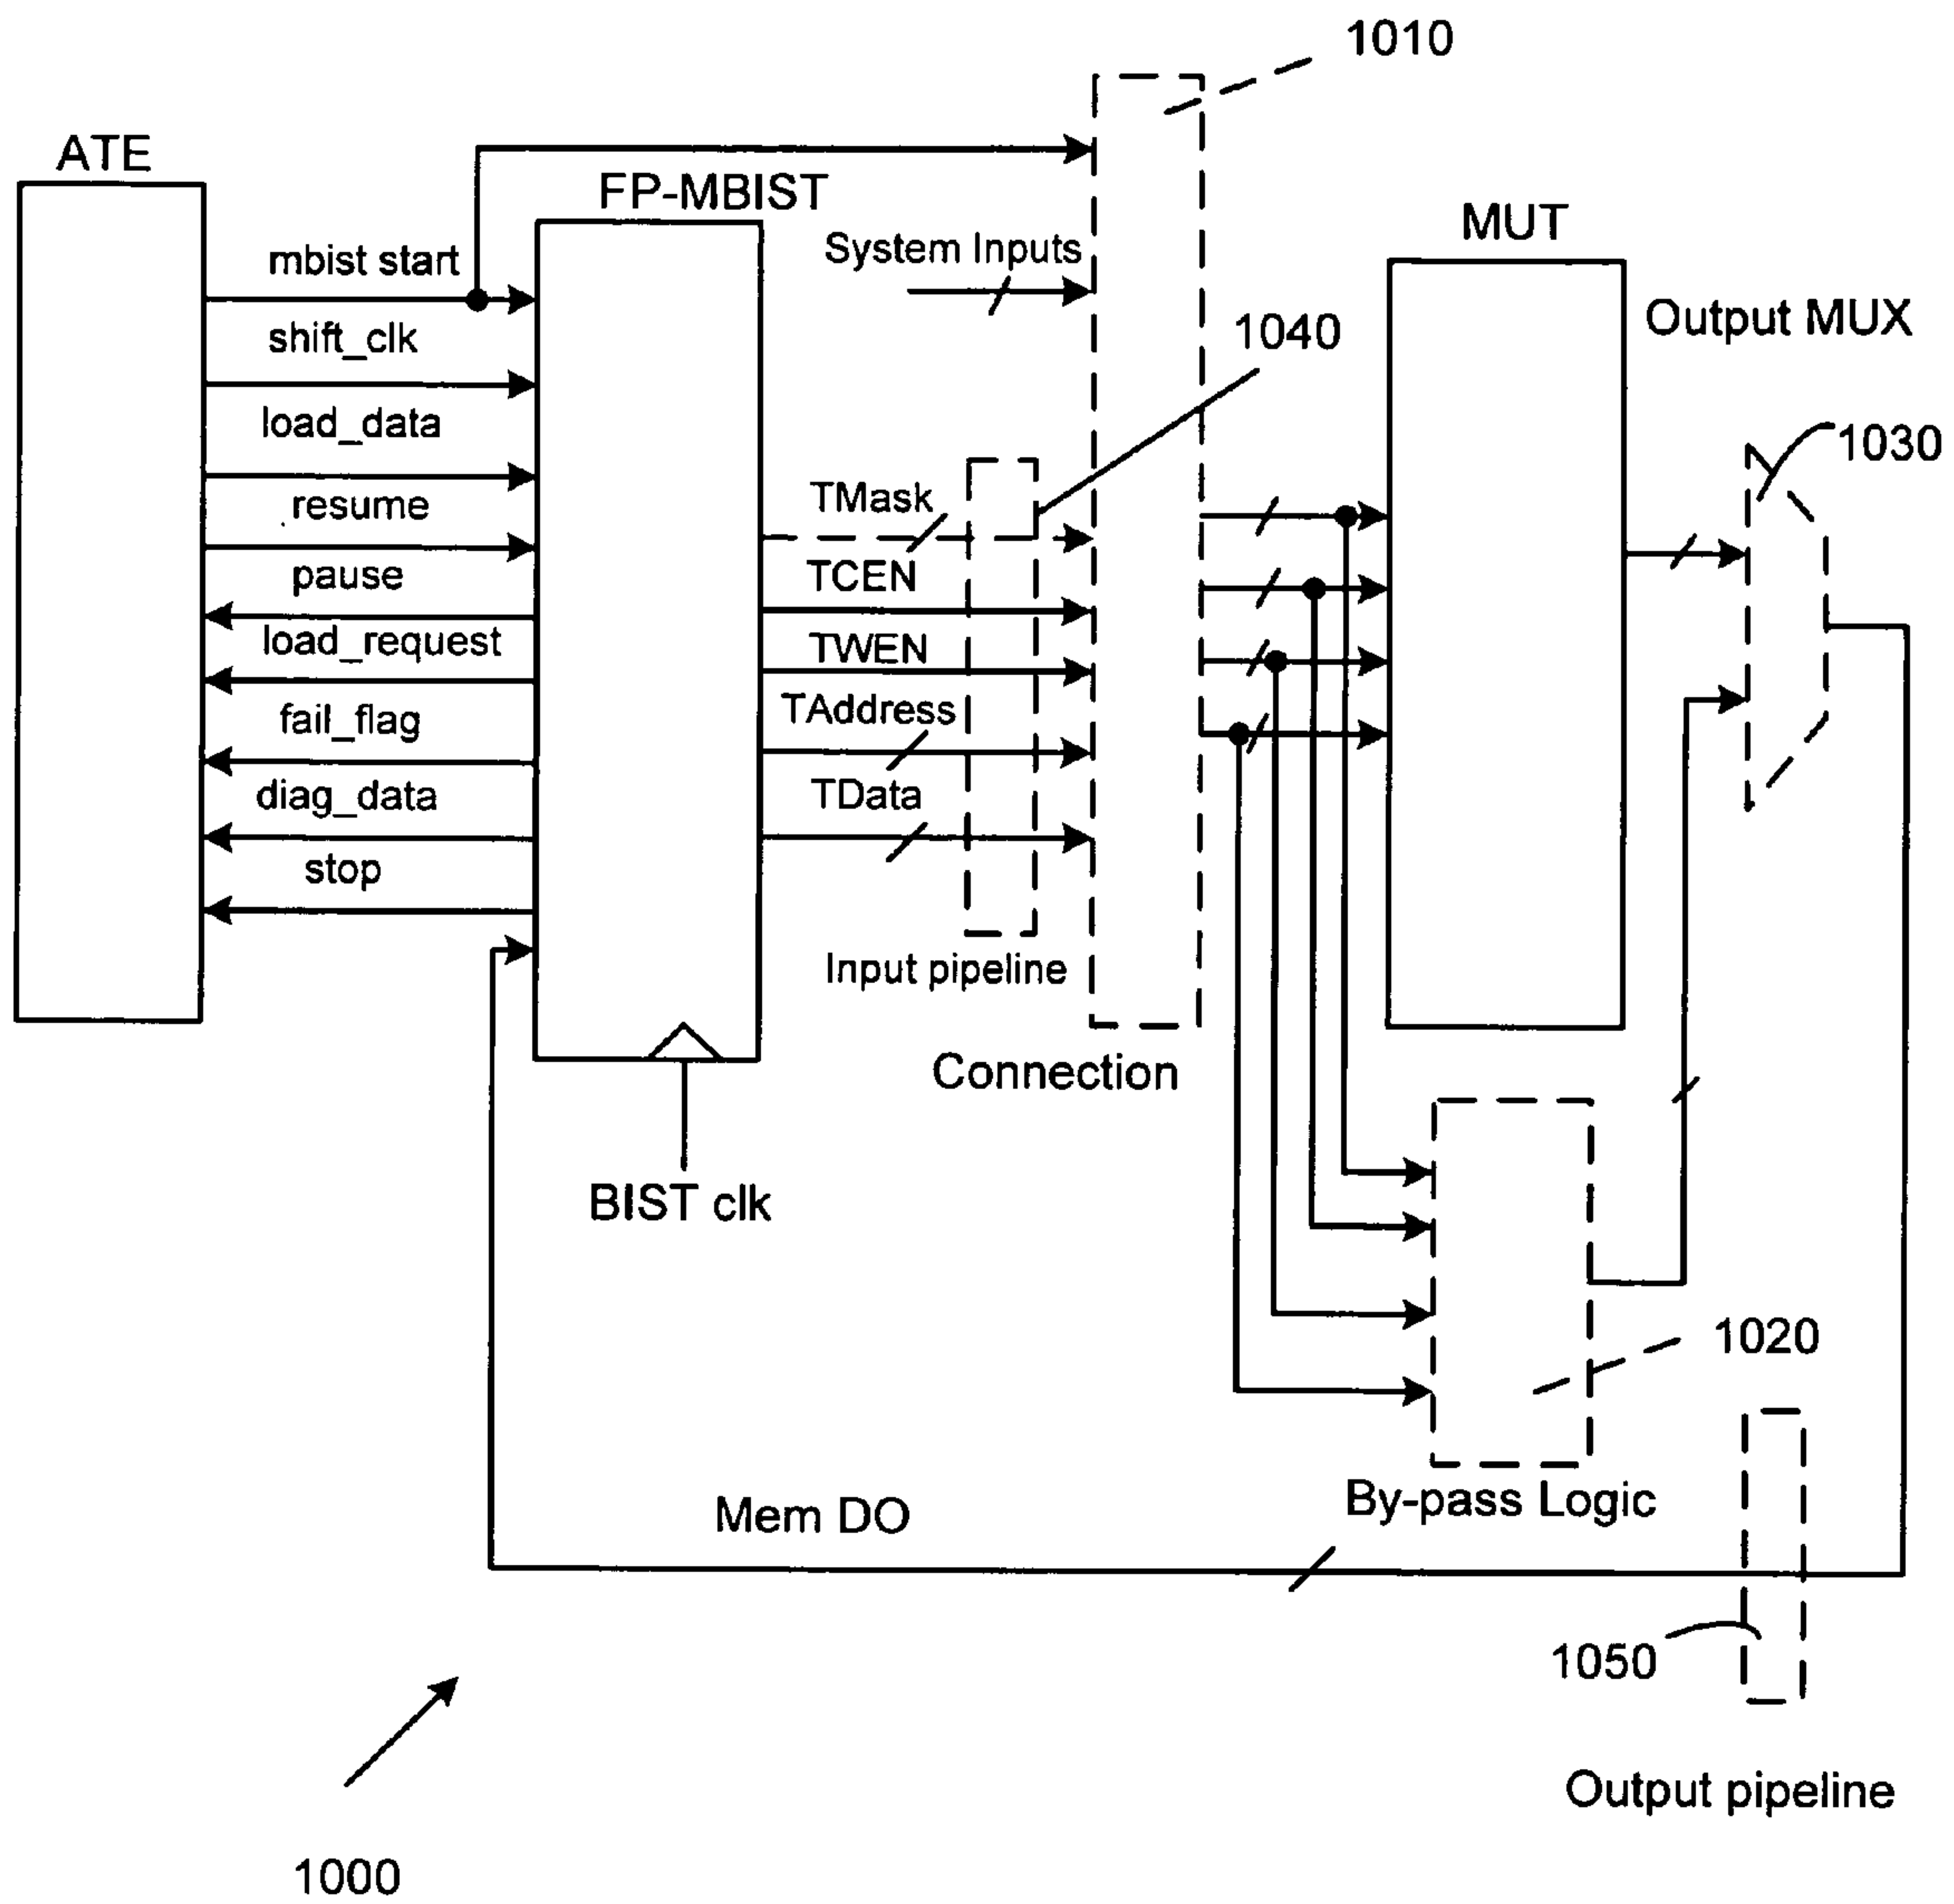 1010
ATE
FP-MBIST
MUT
mbist start
System Inputs
Output MUX
shift_clk
1040
load_data
1030
resume
TMask
pause
TCEN
load_request
TWEN
fail_flag
TAddress
diag_data
TData
stop
Input pipeline
Connection
BIST clk
1020
By-pass Logic
Mem DO
1050
Output pipeline
1000